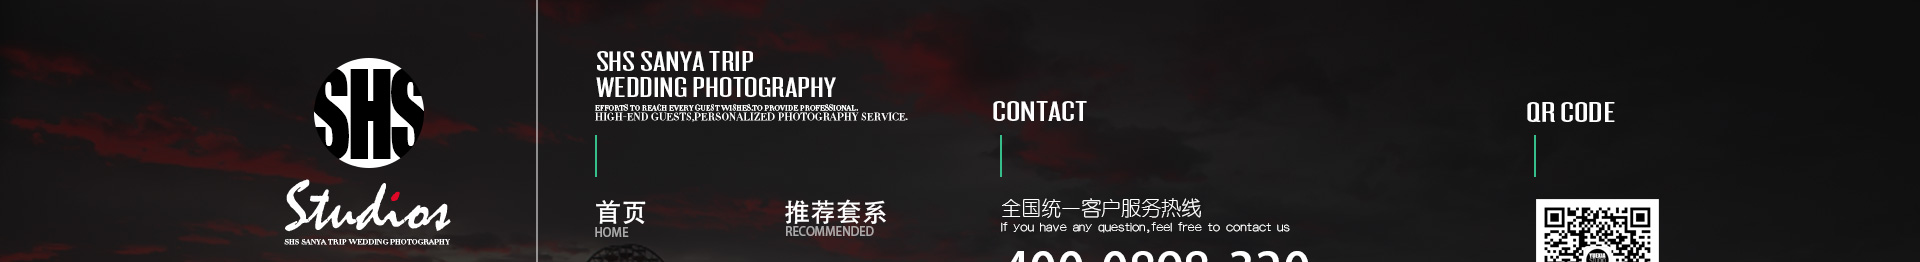 SHS
Studios
SHS SANYA TRIP WEDDING PHOTOGRAPHY
SHS SANYA TRIP
WEDDING PHOTOGRAPHY
EFFORTS TO REACH EVERY GUEST WISHES.TO PROVIDE PROFESSIONAL,
HIGH-END GUESTS,PERSONALIZED PHOTOGRAPHY SERVICE.
首页
HOME
推荐套系
RECOMMENDED
CONTACT
全国统一客户服务热线
If you have any question,feel free to contact us
QR CODE